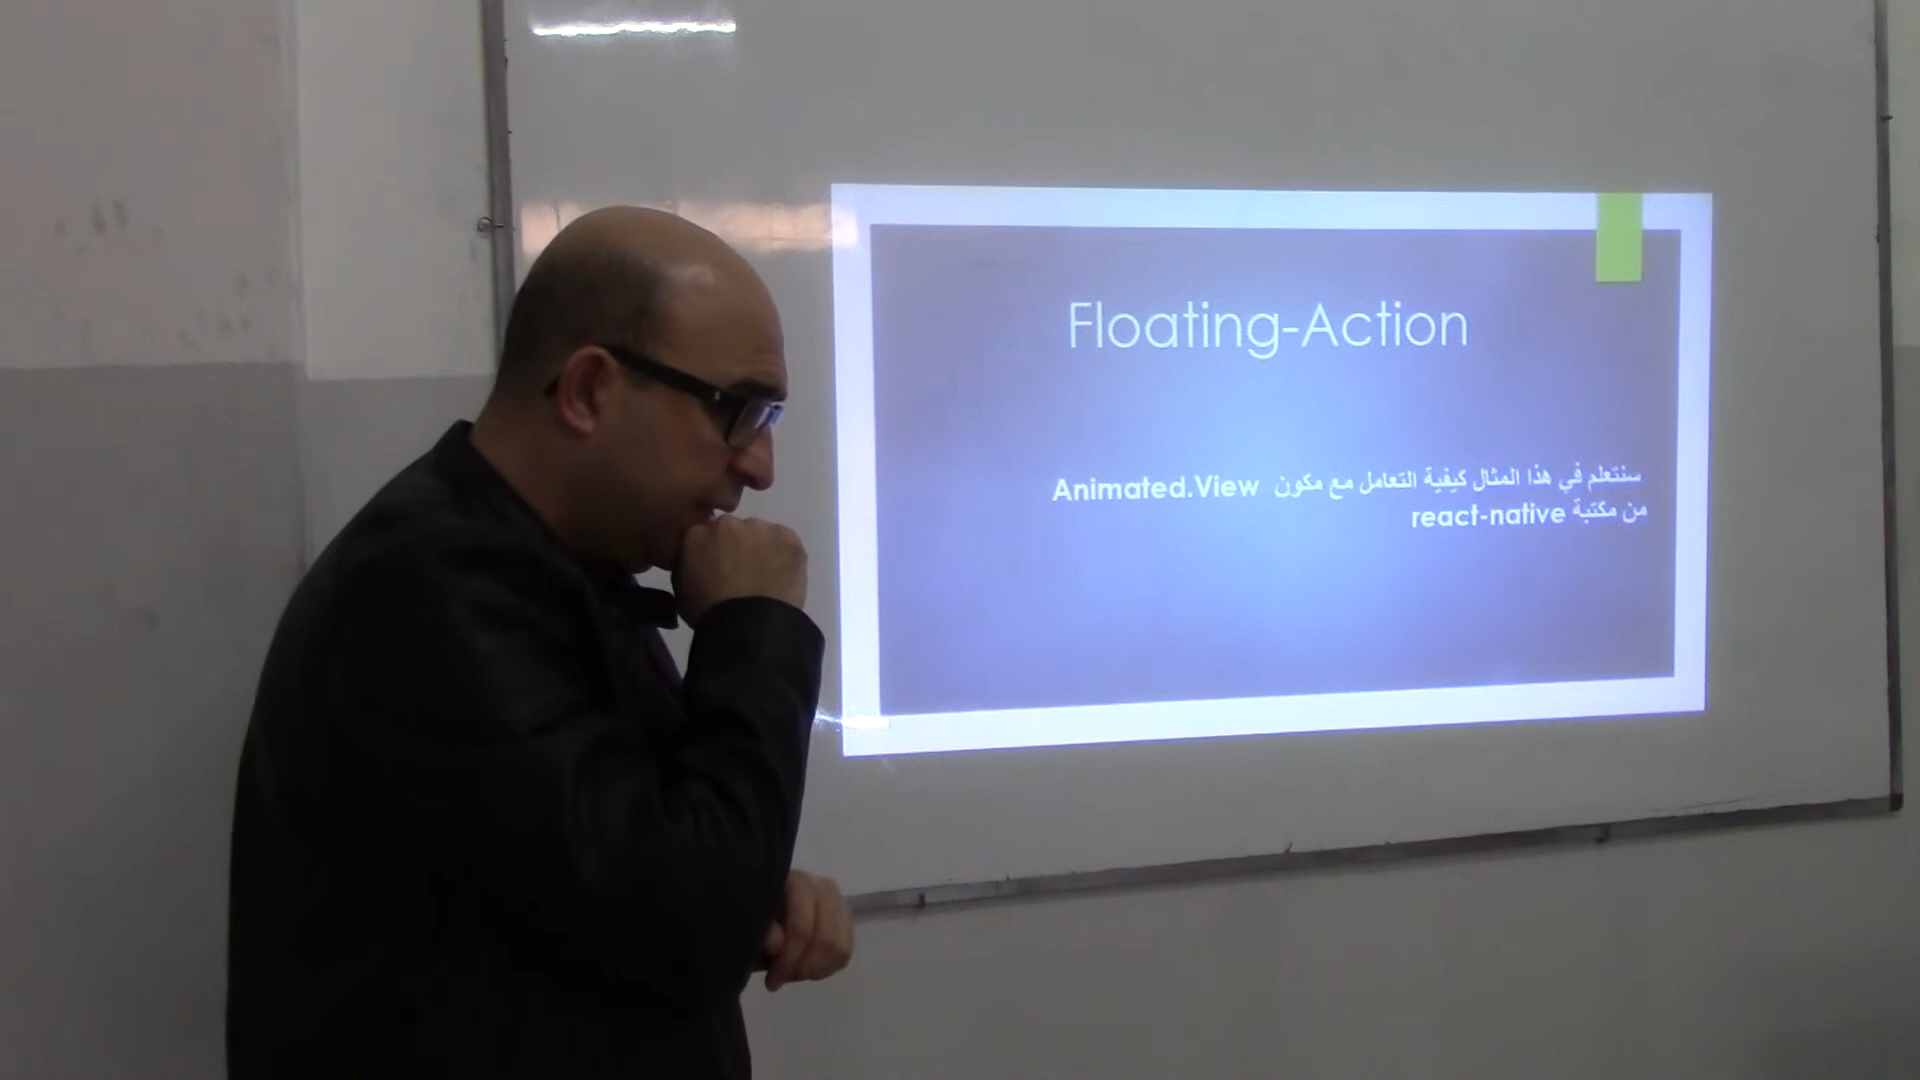 Floating-Action
سنتعلم في هذا المثال كيفية التعامل مع مكون Animated.View
من مكتبة react-native